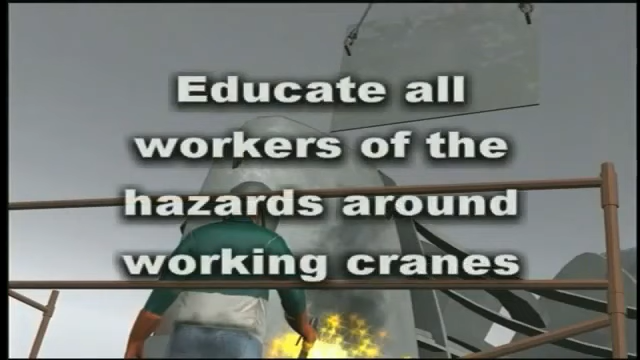 Educate all
workers of the
hazards around
working cranes